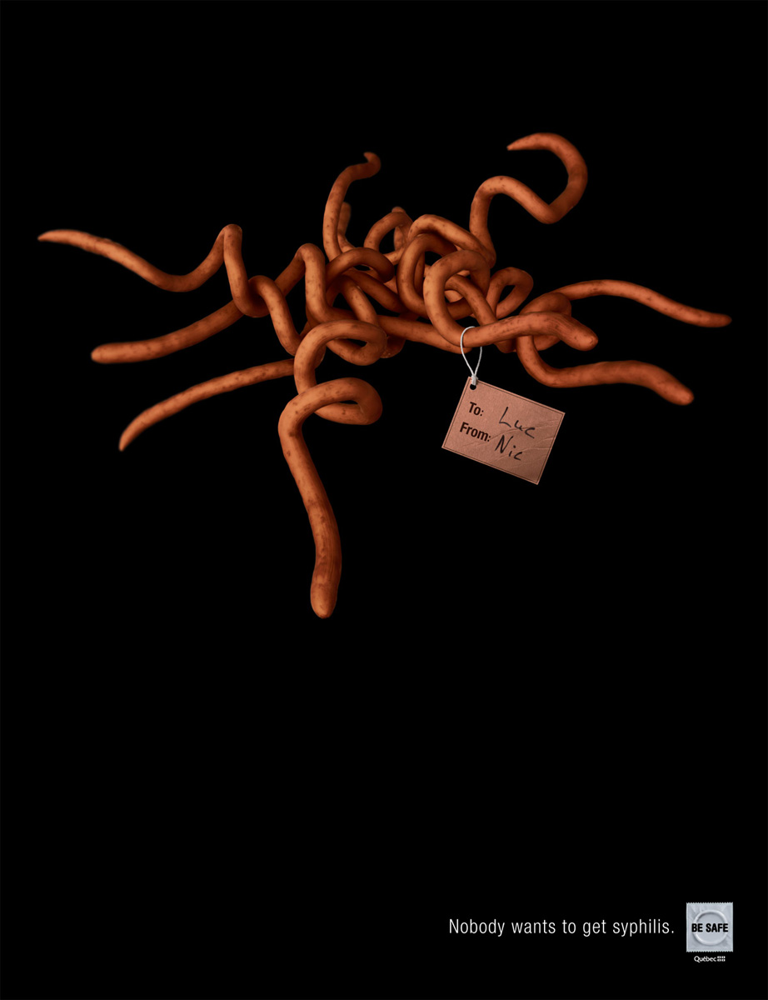 To: Luc
From: Nic
Nobody wants to get syphilis.
BE SAFE
Québec